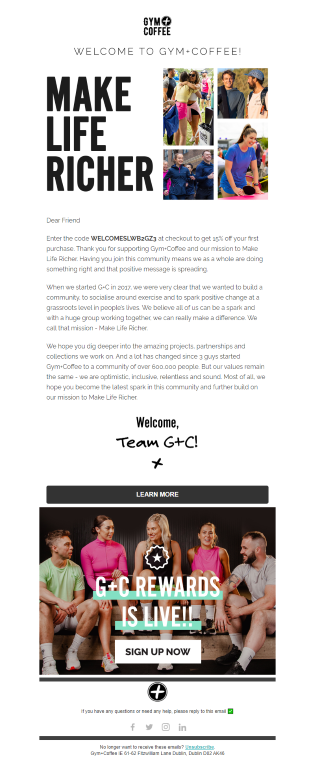 GYM+
COFFEE
WELCOME TO GYM+COFFEE!
MAKE
LIFE
RICHER
Dear Friend
Enter the code WELCOMESLWB2GZ3 at checkout to get 15% off your first
purchase. Thank you for supporting Gym+Coffee and our mission to Make
Life Richer. Having you join this community means we as a whole are doing
something right and that positive message is spreading.
When we started G+C in 2017, we were very clear that we wanted to build a
community, to socialise around exercise and to spark positive change at a
grassroots level in people's lives. We believe all of us can be a spark and
with a huge group working together, we can really make a difference. We
call that mission - Make Life Richer.
We hope you dig deeper into the amazing projects, partnerships and
collections we work on. And a lot has changed since 3 guys started
Gym+Coffee to a community of over 600,000 people. But our values remain
the same - we are optimistic, inclusive, relentless and sound. Most of all, we
hope you become the latest spark in this community and further build on
our mission to Make Life Richer.
Welcome,
Team G+C!
LEARN MORE
G+C REWARDS
IS LIVE!!
SIGN UP NOW
If you have any questions or need any help, please reply to this email ✅
No longer want to receive these emails? Unsubscribe.
Gym+Coffee IE 61-62 Fitzwilliam Lane Dublin, Dublin D02 AK46